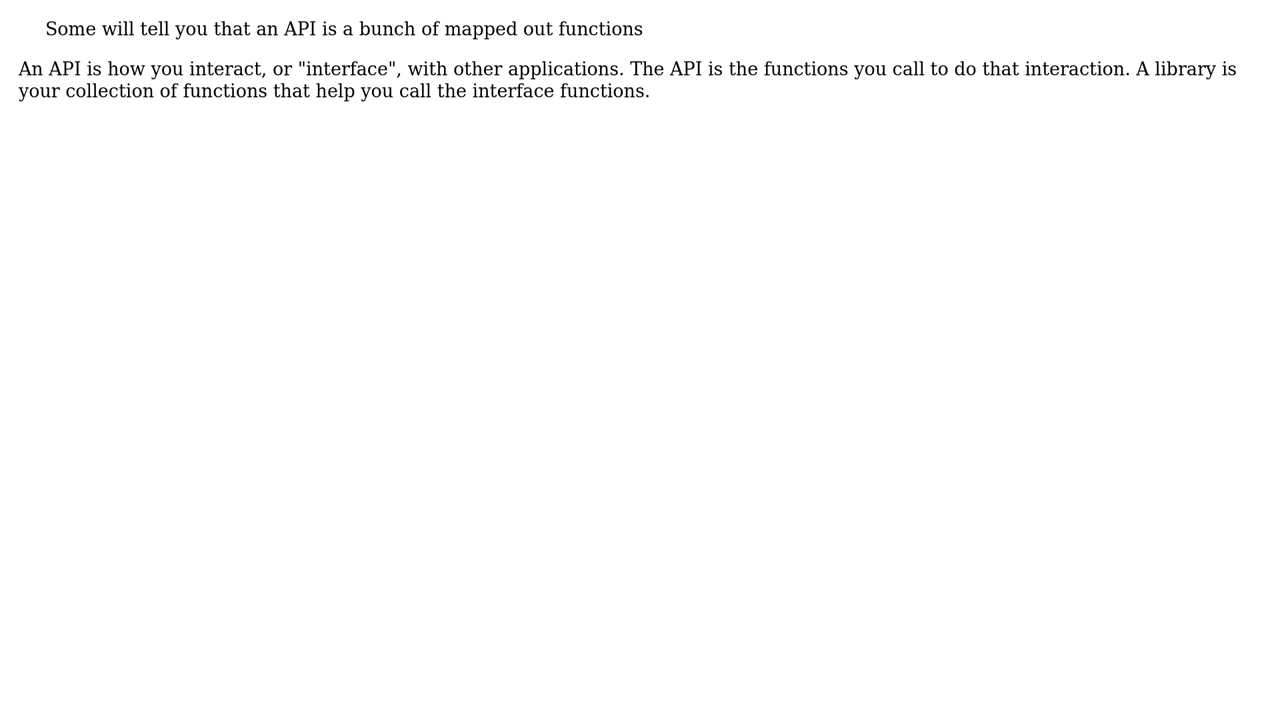 Some will tell you that an API is a bunch of mapped out functions
An API is how you interact, or "interface", with other applications. The API is the functions you call to do that interaction. A library is
your collection of functions that help you call the interface functions.